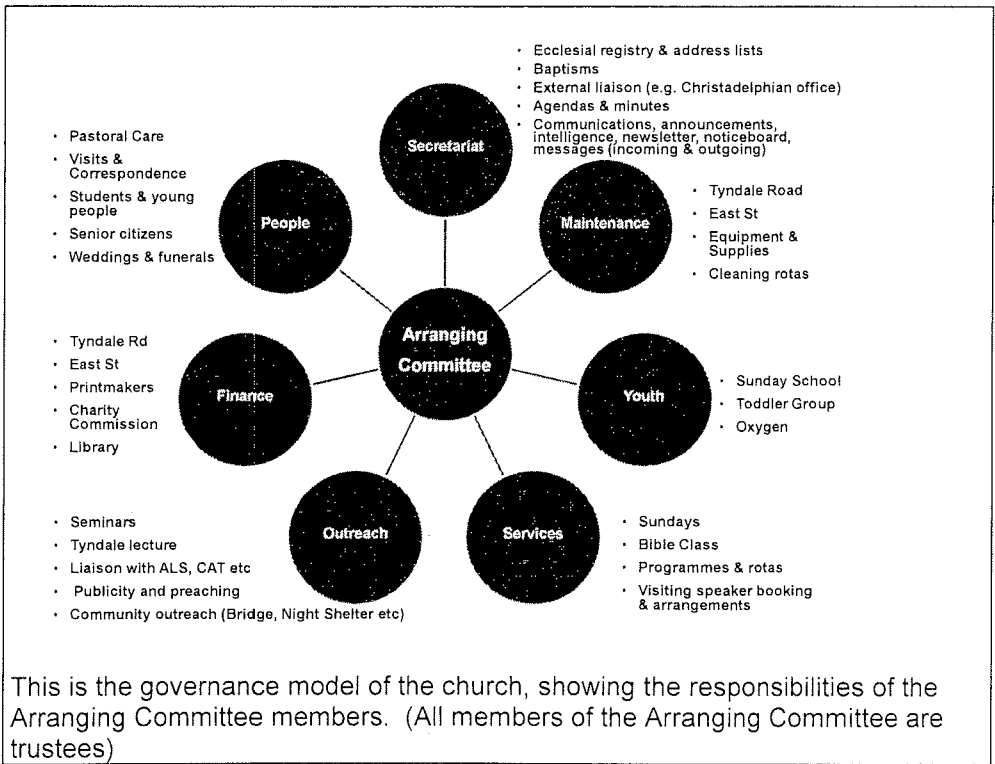 • Ecclesial registry & address lists
• Baptisms
• External liaison (e.g. Christadelphian office)
• Agendas & minutes
• Communications, announcements,
intelligence, newsletter, noticeboard,
messages (incoming & outgoing)
Secretariat
• Pastoral Care
• Visits &
Correspondence
• Students & young
people
• Senior citizens
• Weddings & funerals
People
Maintenance
• Tyndale Road
• East St
• Equipment &
Supplies
• Cleaning rotas
Arranging
Committee
• Tyndale Rd
• East St
• Printmakers
• Charity
Commission
• Library
Finance
Youth
• Sunday School
• Toddler Group
• Oxygen
• Seminars
• Tyndale lecture
• Liaison with ALS, CAT etc
• Publicity and preaching
• Community outreach (Bridge, Night Shelter etc)
Outreach
Services
• Sundays
• Bible Class
• Programmes & rotas
• Visiting speaker booking
& arrangements
This is the governance model of the church, showing the responsibilities of the
Arranging Committee members. (All members of the Arranging Committee are
trustees)